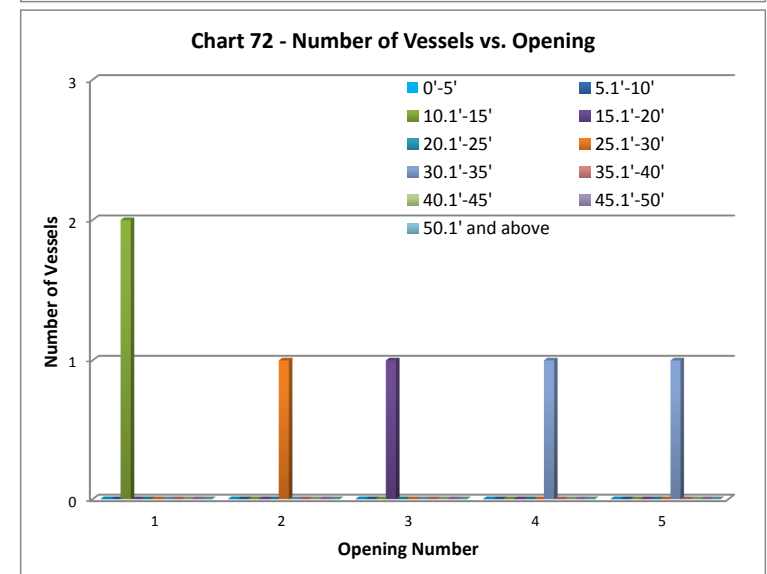 Chart 72 - Number of Vessels vs. Opening
3
0'-5' 5.1'-10'
10.1'-15' 15.1'-20'
20.1'-25' 25.1'-30'
30.1'-35' 35.1'-40'
40.1'-45' 45.1'-50'
50.1' and above
2
Number of Vessels
1
0
1 2 3 4 5
Opening Number